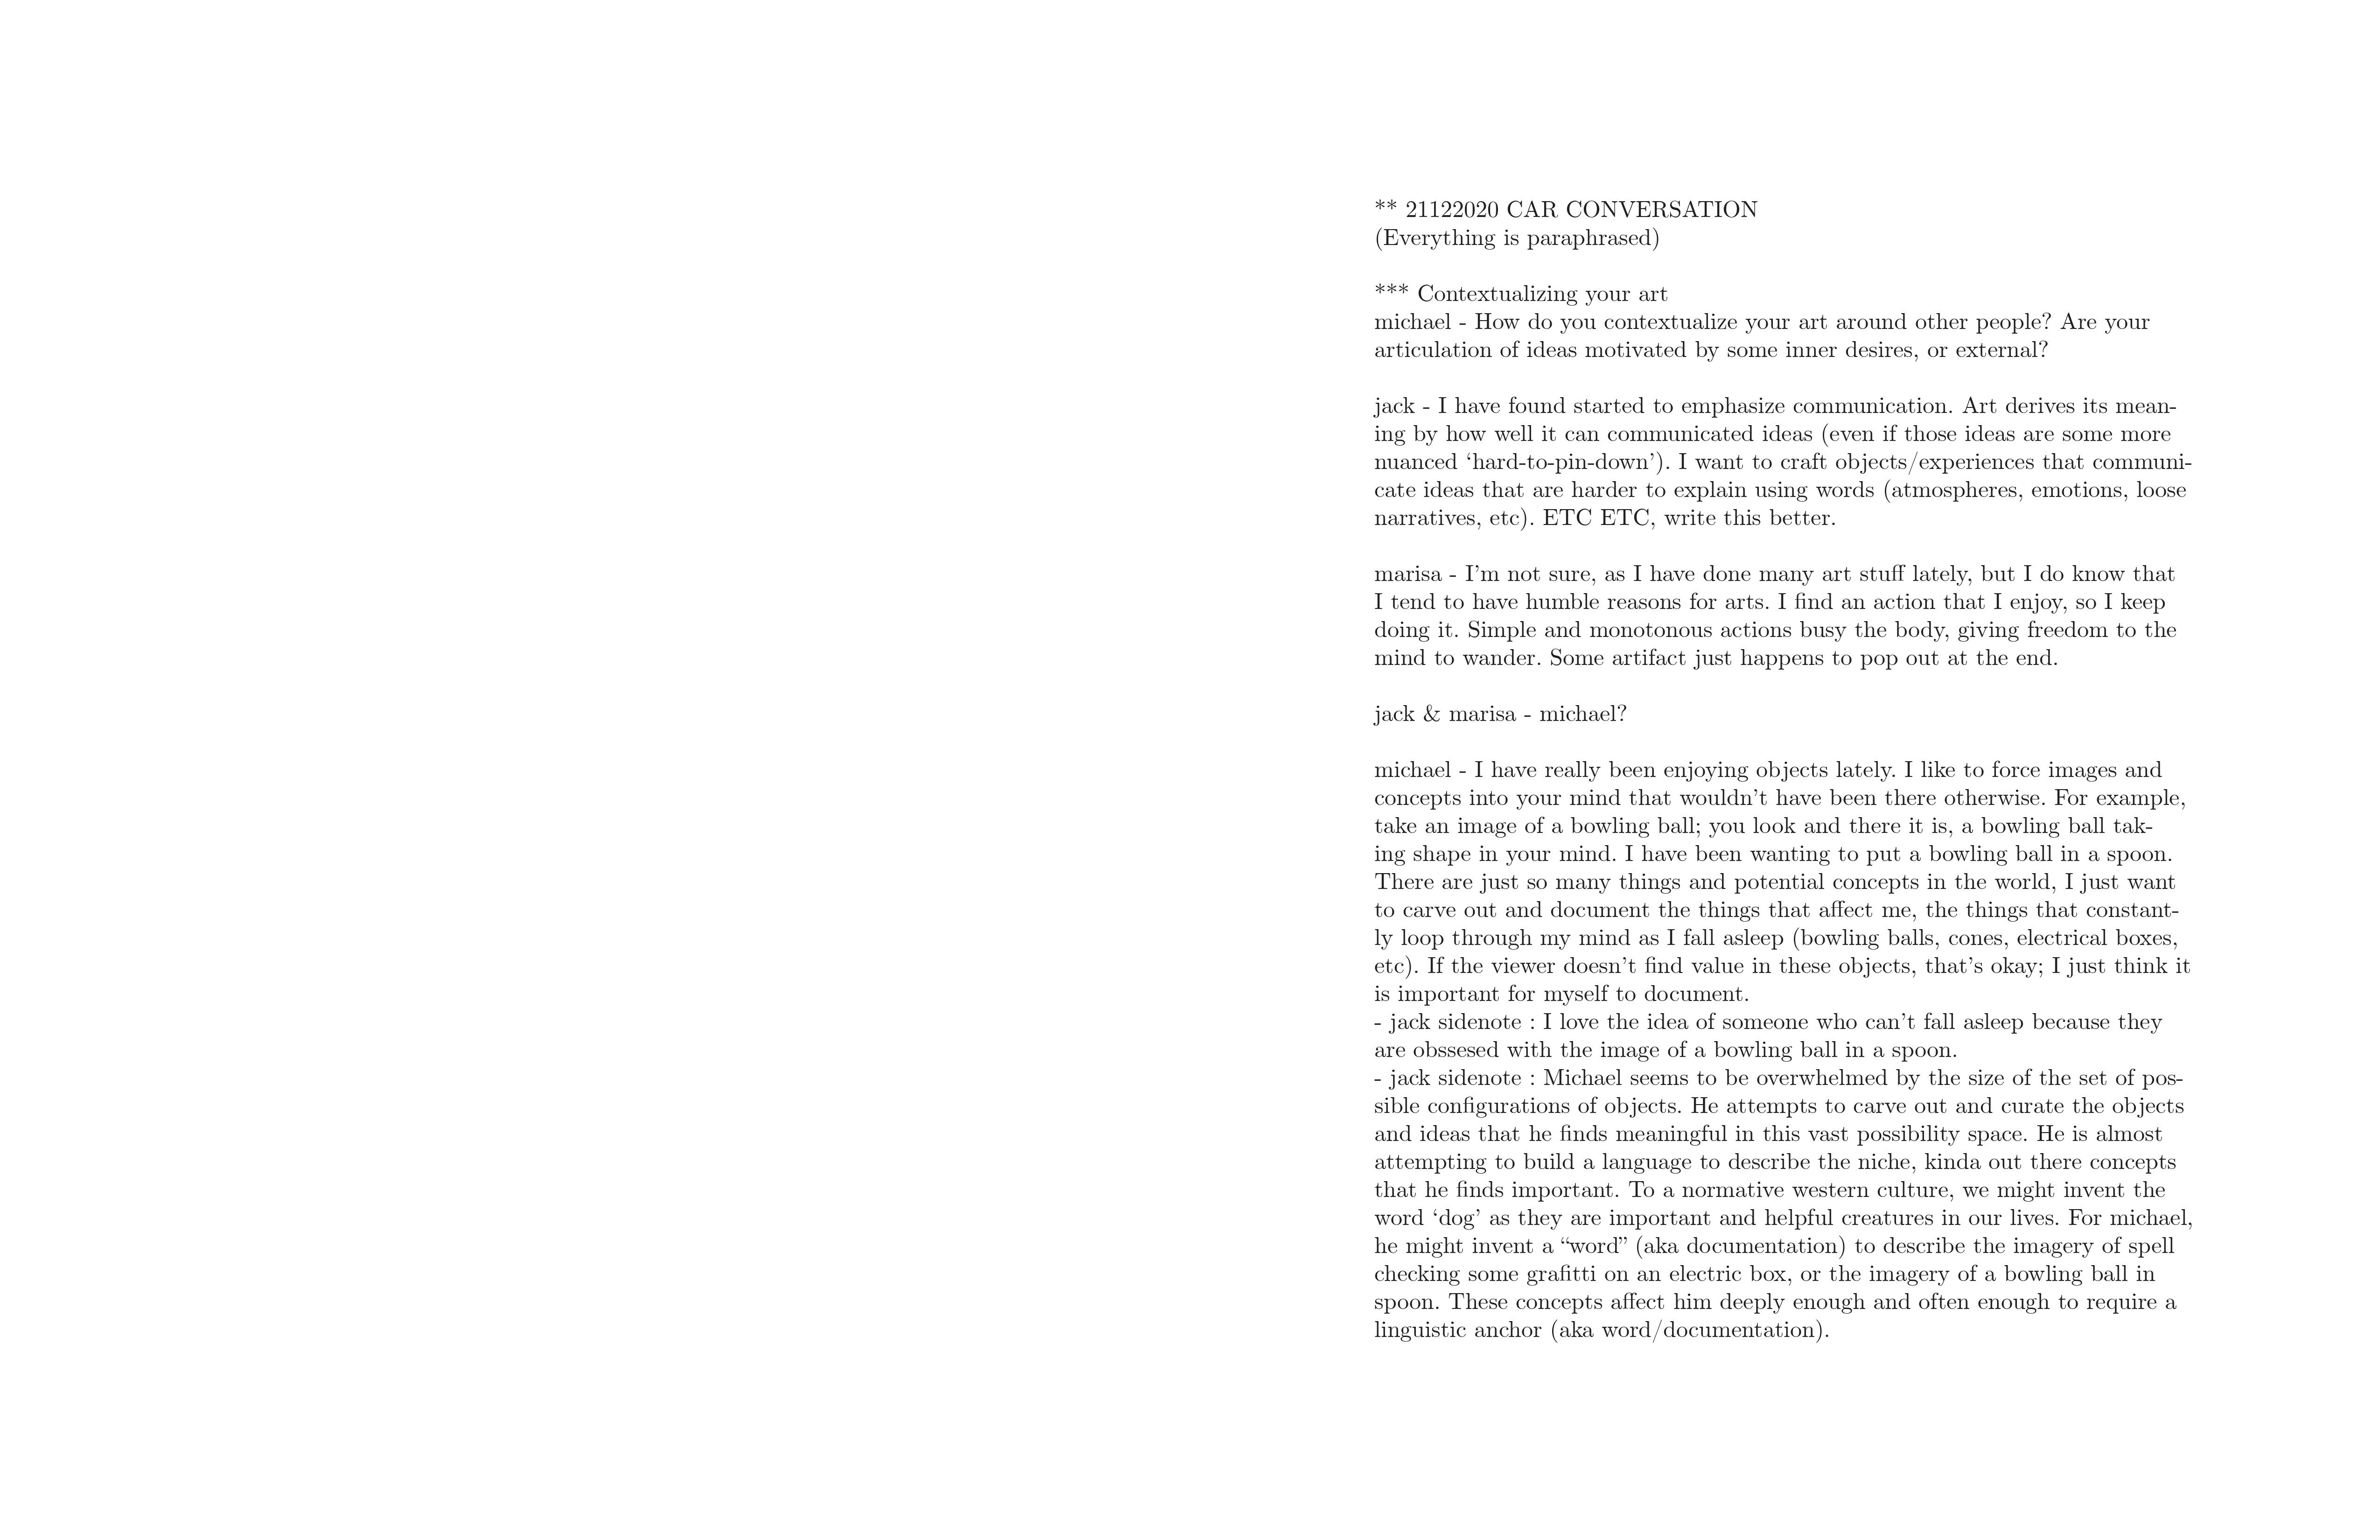 ** 21122020 CAR CONVERSATION
(Everything is paraphrased)
*** Contextualizing your art
michael - How do you contextualize your art around other people? Are your
articulation of ideas motivated by some inner desires, or external?
jack - I have found started to emphasize communication. Art derives its mean-
ing by how well it can communicated ideas (even if those ideas are some more
nuanced ‘hard-to-pin-down’). I want to craft objects/experiences that communi-
cate ideas that are harder to explain using words (atmospheres, emotions, loose
narratives, etc). ETC ETC, write this better.
marisa - I’m not sure, as I have done many art stuff lately, but I do know that
I tend to have humble reasons for arts. I find an action that I enjoy, so I keep
doing it. Simple and monotonous actions busy the body, giving freedom to the
mind to wander. Some artifact just happens to pop out at the end.
jack & marisa - michael?
michael - I have really been enjoying objects lately. I like to force images and
concepts into your mind that wouldn’t have been there otherwise. For example,
take an image of a bowling ball; you look and there it is, a bowling ball tak-
ing shape in your mind. I have been wanting to put a bowling ball in a spoon.
There are just so many things and potential concepts in the world, I just want
to carve out and document the things that affect me, the things that constant-
ly loop through my mind as I fall asleep (bowling balls, cones, electrical boxes,
etc). If the viewer doesn’t find value in these objects, that’s okay; I just think it
is important for myself to document.
- jack sidenote : I love the idea of someone who can’t fall asleep because they
are obssesed with the image of a bowling ball in a spoon.
- jack sidenote : Michael seems to be overwhelmed by the size of the set of pos-
sible configurations of objects. He attempts to carve out and curate the objects
and ideas that he finds meaningful in this vast possibility space. He is almost
attempting to build a language to describe the niche, kinda out there concepts
that he finds important. To a normative western culture, we might invent the
word ‘dog’ as they are important and helpful creatures in our lives. For michael,
he might invent a “word” (aka documentation) to describe the imagery of spell
checking some grafitti on an electric box, or the imagery of a bowling ball in
spoon. These concepts affect him deeply enough and often enough to require a
linguistic anchor (aka word/documentation).